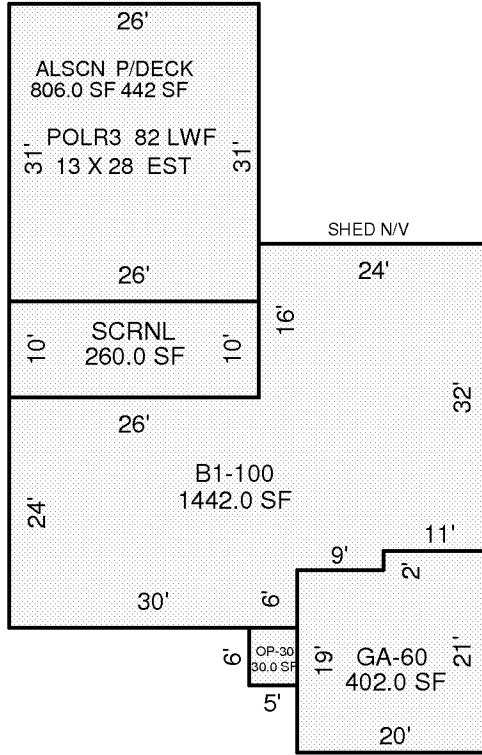 26'
ALSCN P/DECK
806.0 SF 442 SF
31'
POLR3 82 LWF
31'
13 X 28 EST
26'
SHED N/V
24'
10'
SCRNL
260.0 SF
10'
16'
32'
26'
B1-100
1442.0 SF
24'
11'
9'
2'
30'
6'
6'
OP-30
30.0 SF
19'
GA-60
402.0 SF
21'
5'
20'